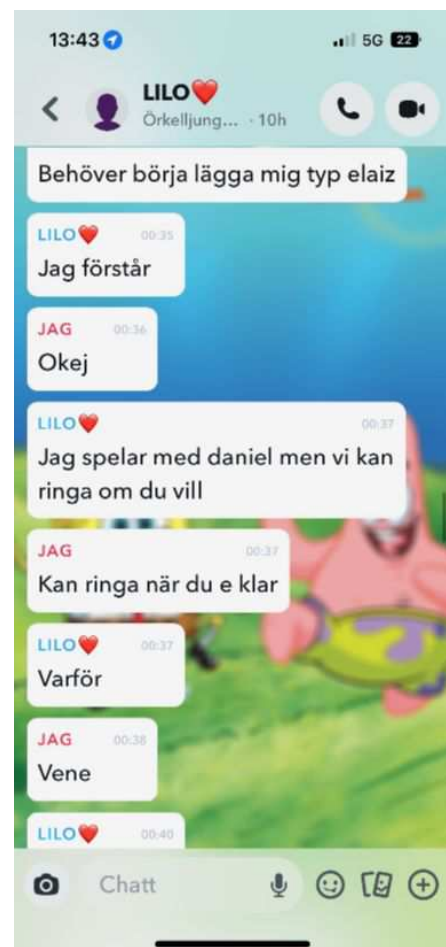 13:43
5G 22
LILO❤️
Örkelljung... · 10h
Behöver börja lägga mig typ elaiz
LILO❤️ 00:35
Jag förstår
JAG 00:36
Okej
LILO❤️ 00:37
Jag spelar med daniel men vi kan
ringa om du vill
JAG 00:37
Kan ringa när du e klar
LILO❤️ 00:37
Varför
JAG 00:38
Vene
LILO❤️ 00:40
Chatt